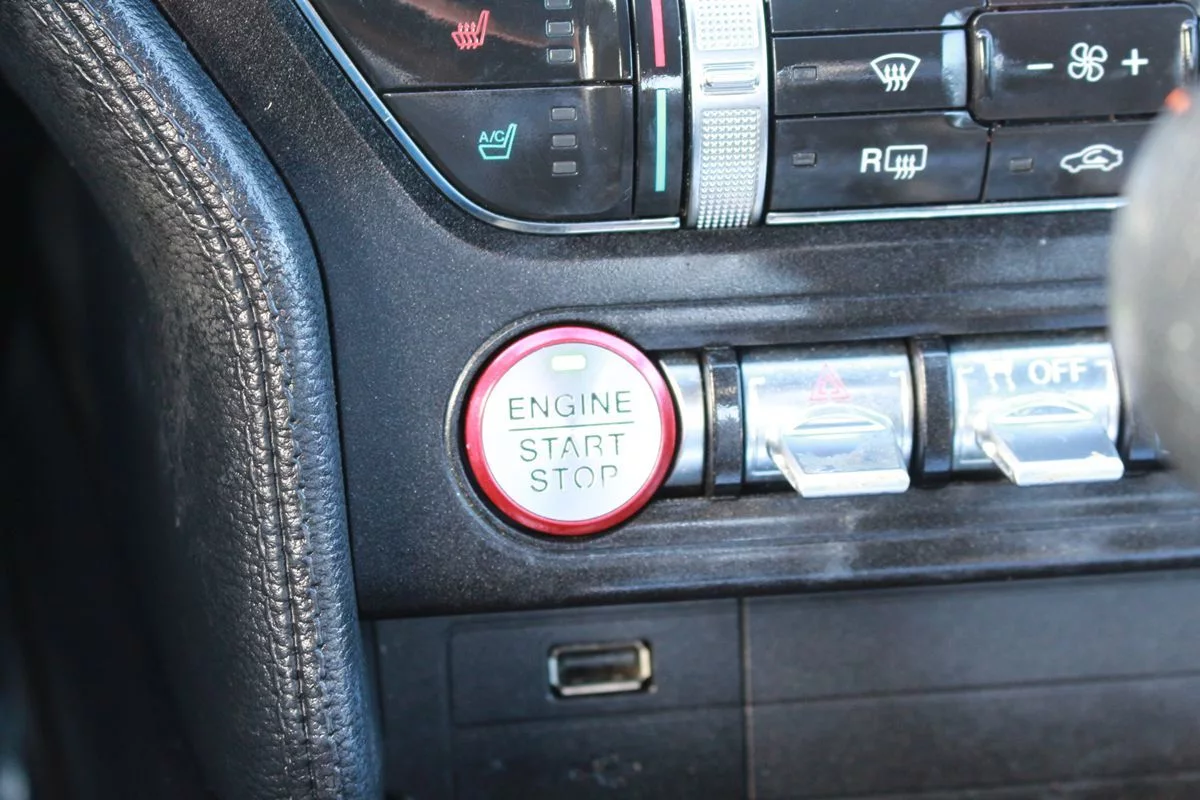 A/C
- +
R
ENGINE
START
STOP
OFF